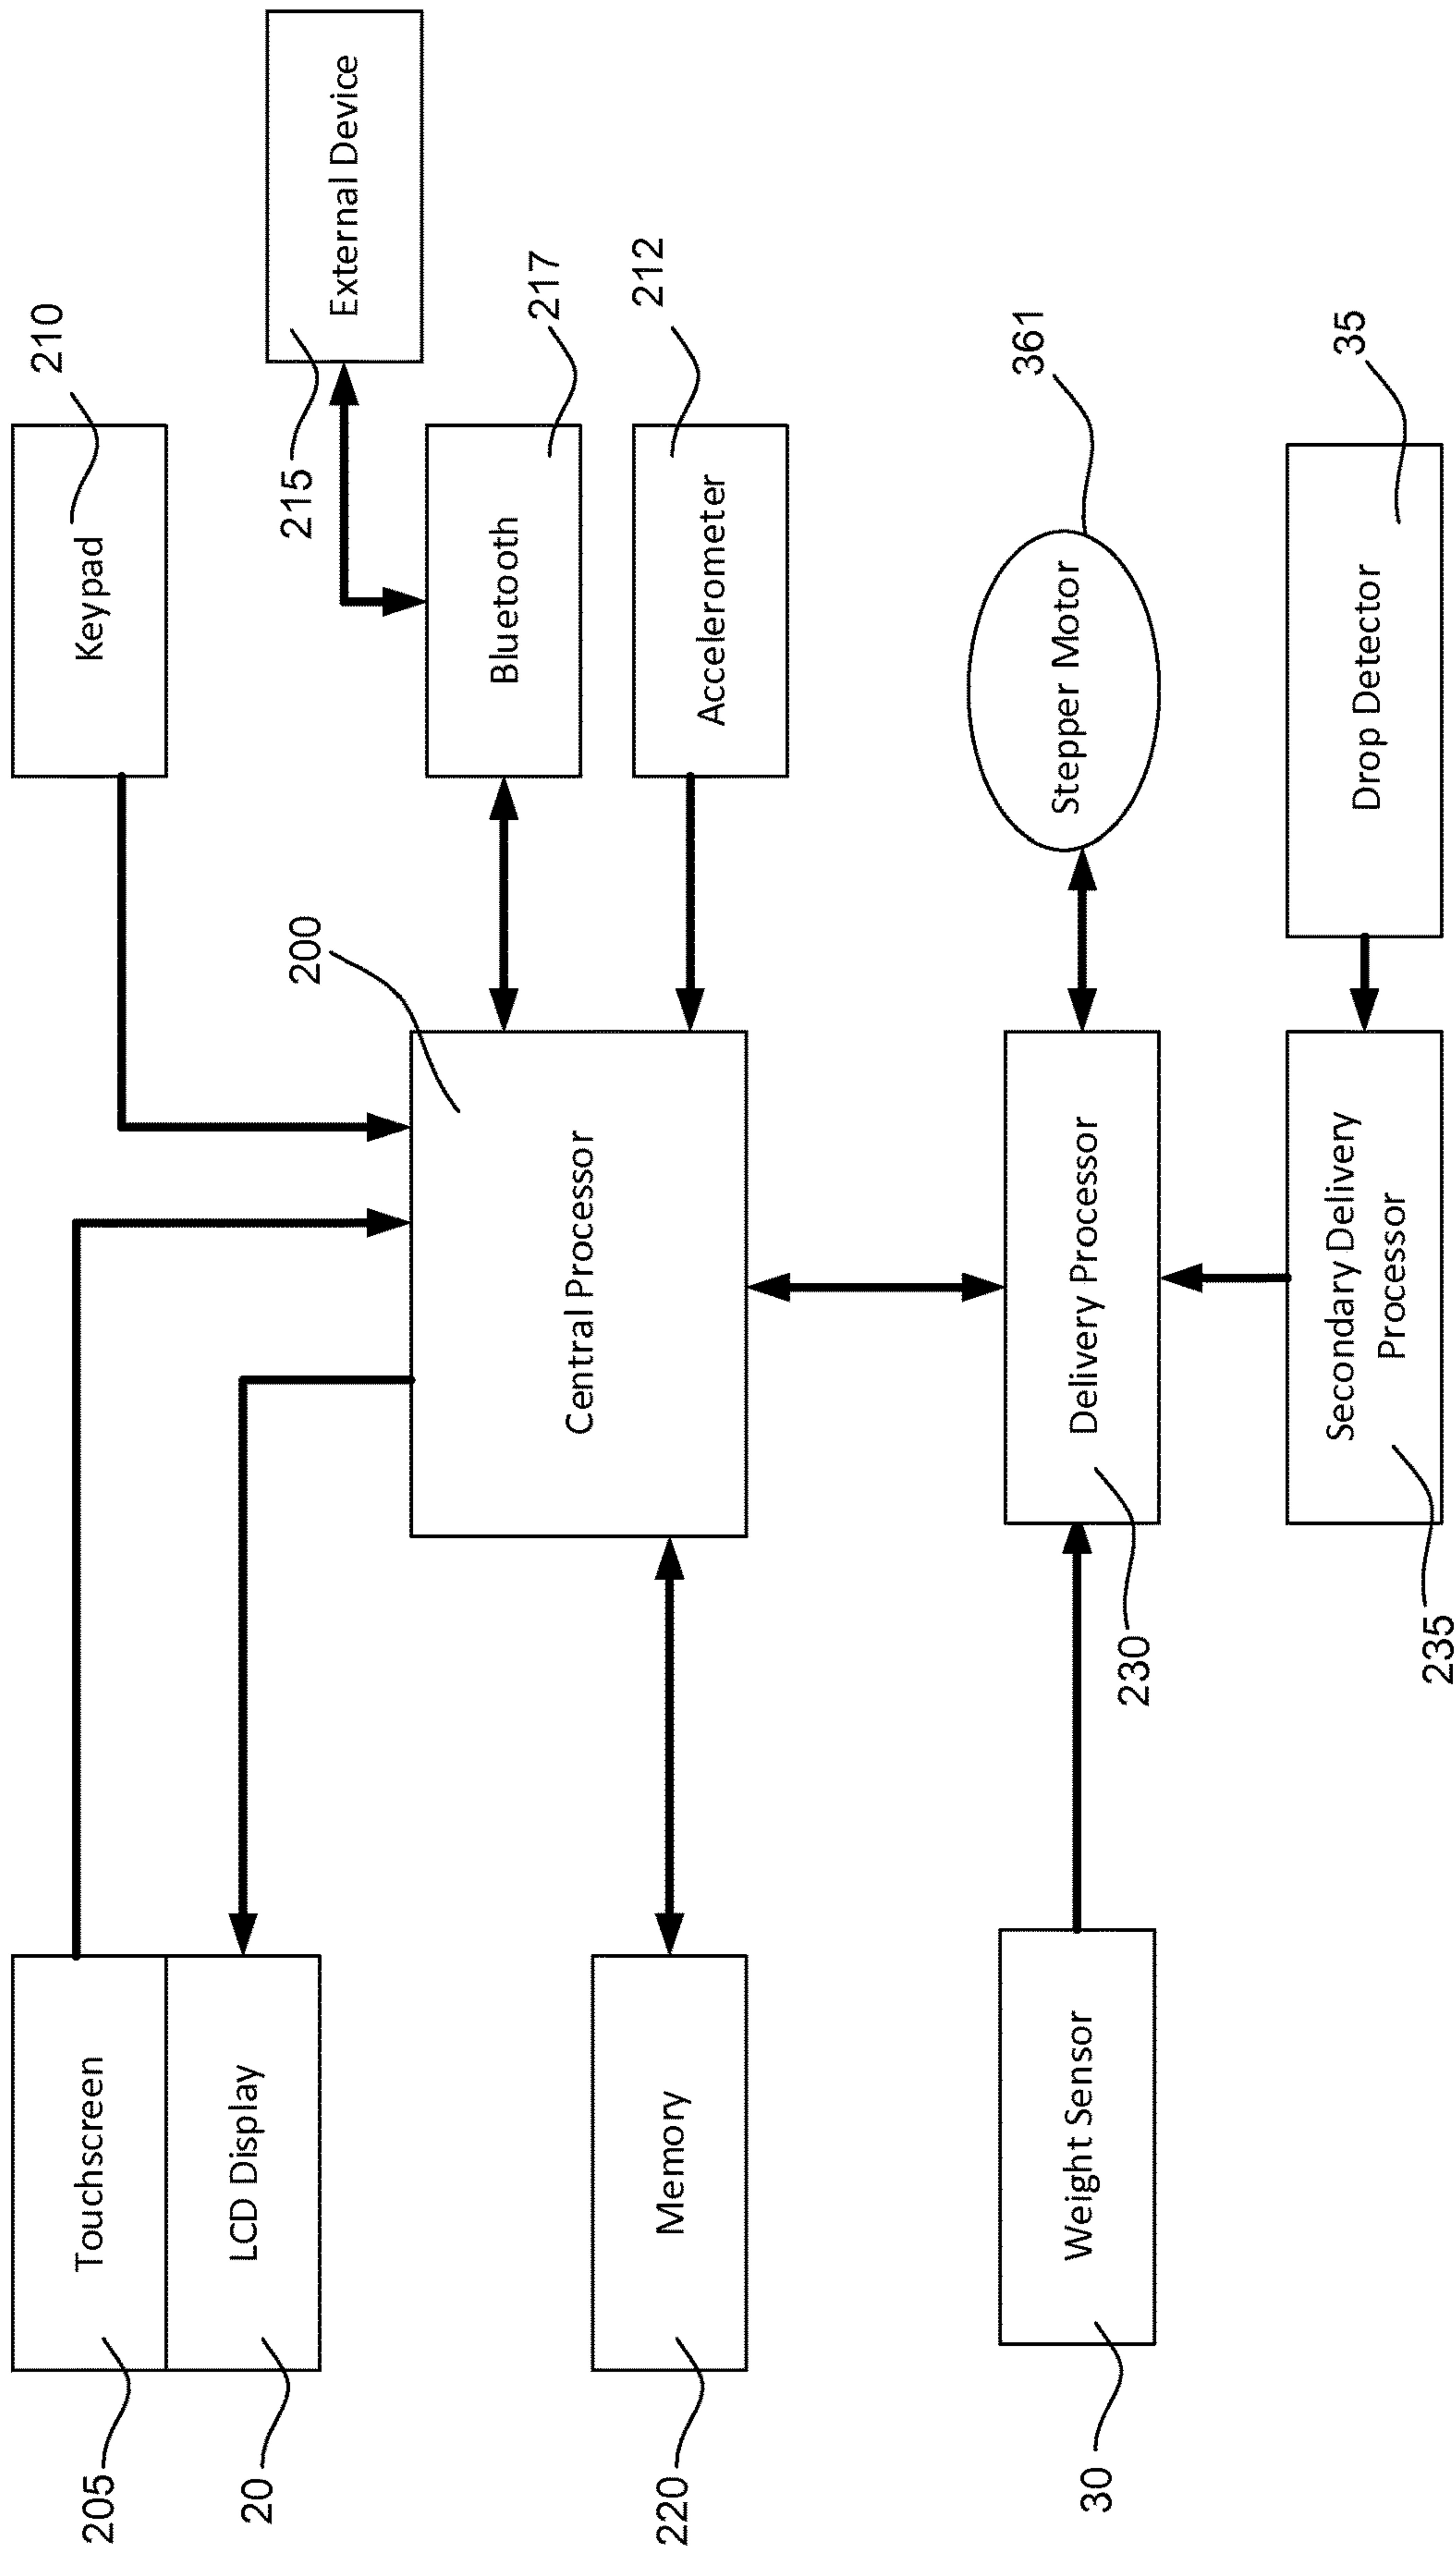 Touchscreen
205
LCD Display
20
Keypad
210
External Device
215
Bluetooth
217
Accelerometer
212
Central Processor
200
Memory
220
Stepper Motor
361
Delivery Processor
230
Weight Sensor
30
Drop Detector
35
Secondary Delivery
Processor
235